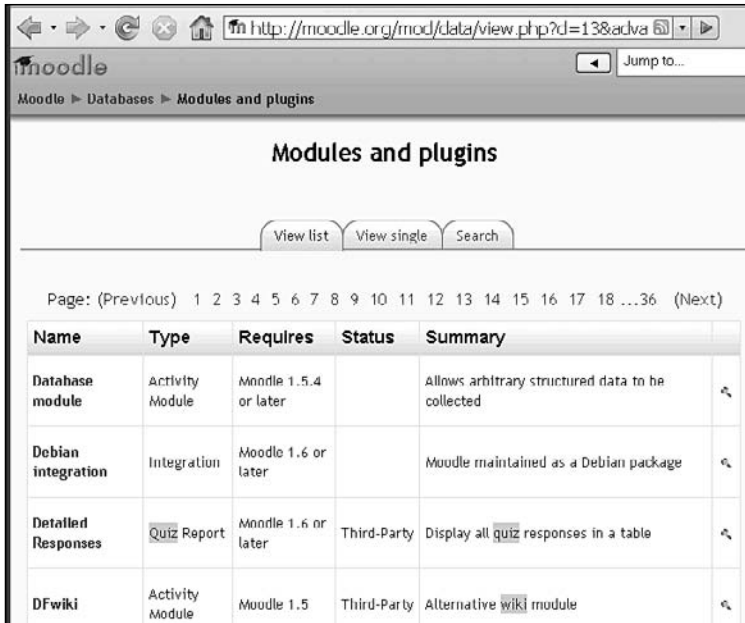 http://moodle.org/mod/data/view.php?d=13&adva
moodle
Jump to...
Moodle ► Databases ► Modules and plugins
Modules and plugins
View list View single Search
Page: (Previous) 1 2 3 4 5 6 7 8 9 10 11 12 13 14 15 16 17 18 ...36 (Next)
Name Type Requires Status Summary
Database module
Activity Module
Moodle 1.5.4 or later
Allows arbitrary structured data to be collected
Debian integration
Integration
Moodle 1.6 or later
Moodle maintained as a Debian package
Detailed Responses
Quiz Report
Moodle 1.6 or later
Third-Party
Display all quiz responses in a table
DFwiki
Activity Module
Moodle 1.5
Third-Party
Alternative wiki module